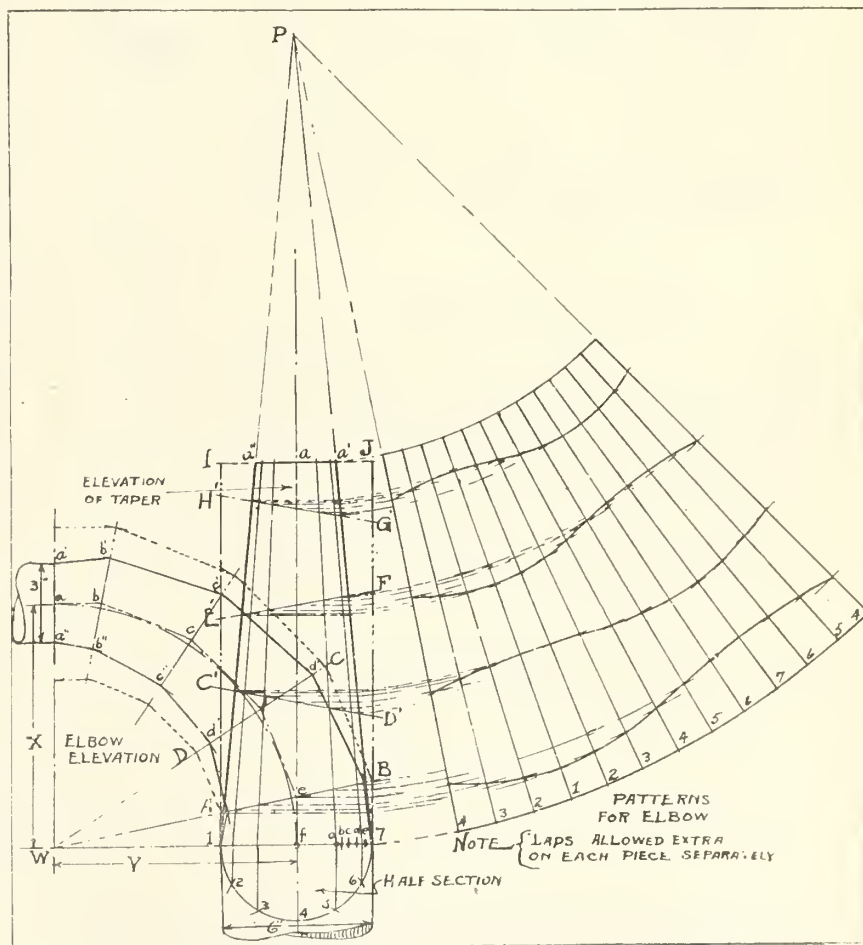 P
I a" a a' J
ELEVATION
OF TAPER
H'
G
F
E
a' b'
3"
a b c'
c
a" b"
c"
d' C
C'
D'
d
D
X
ELBOW
ELEVATION
A
e
B
1 f a b c d e 7
W
Y
2 3 4 5 6
HALF SECTION
6"
4 3 2 1 2 3 4 5 6 7 6 5 4
PATTERNS
FOR ELBOW
NOTE { LAPS ALLOWED EXTRA
ON EACH PIECE SEPARATELY